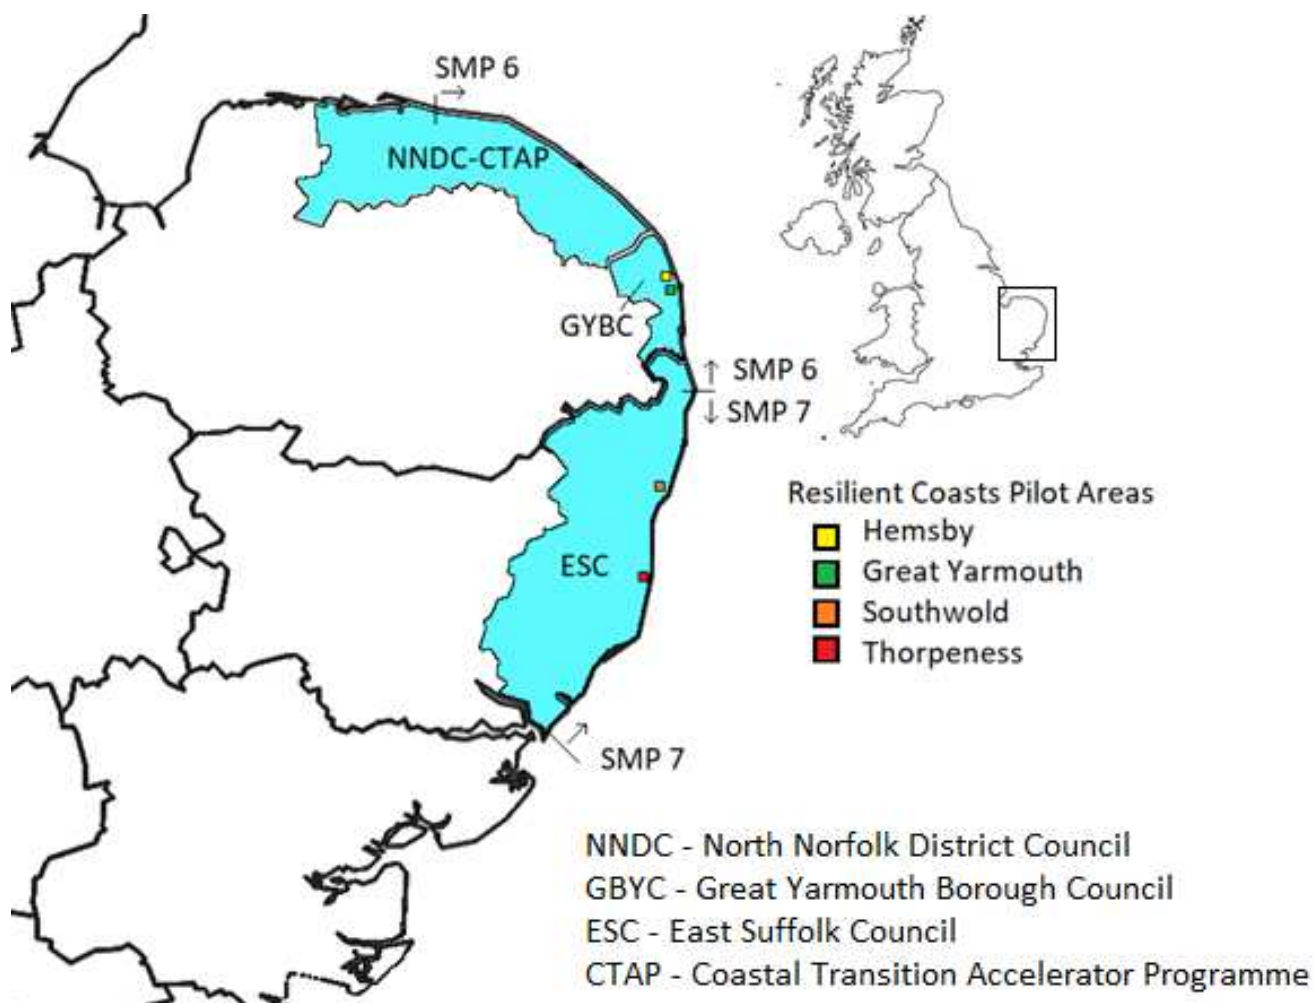 SMP 6
→
NNDC-CTAP
GYBC
↑ SMP 6
↓ SMP 7
ESC
SMP 7
Resilient Coasts Pilot Areas
Hemsby
Great Yarmouth
Southwold
Thorpeness
NNDC - North Norfolk District Council
GBYC - Great Yarmouth Borough Council
ESC - East Suffolk Council
CTAP - Coastal Transition Accelerator Programme